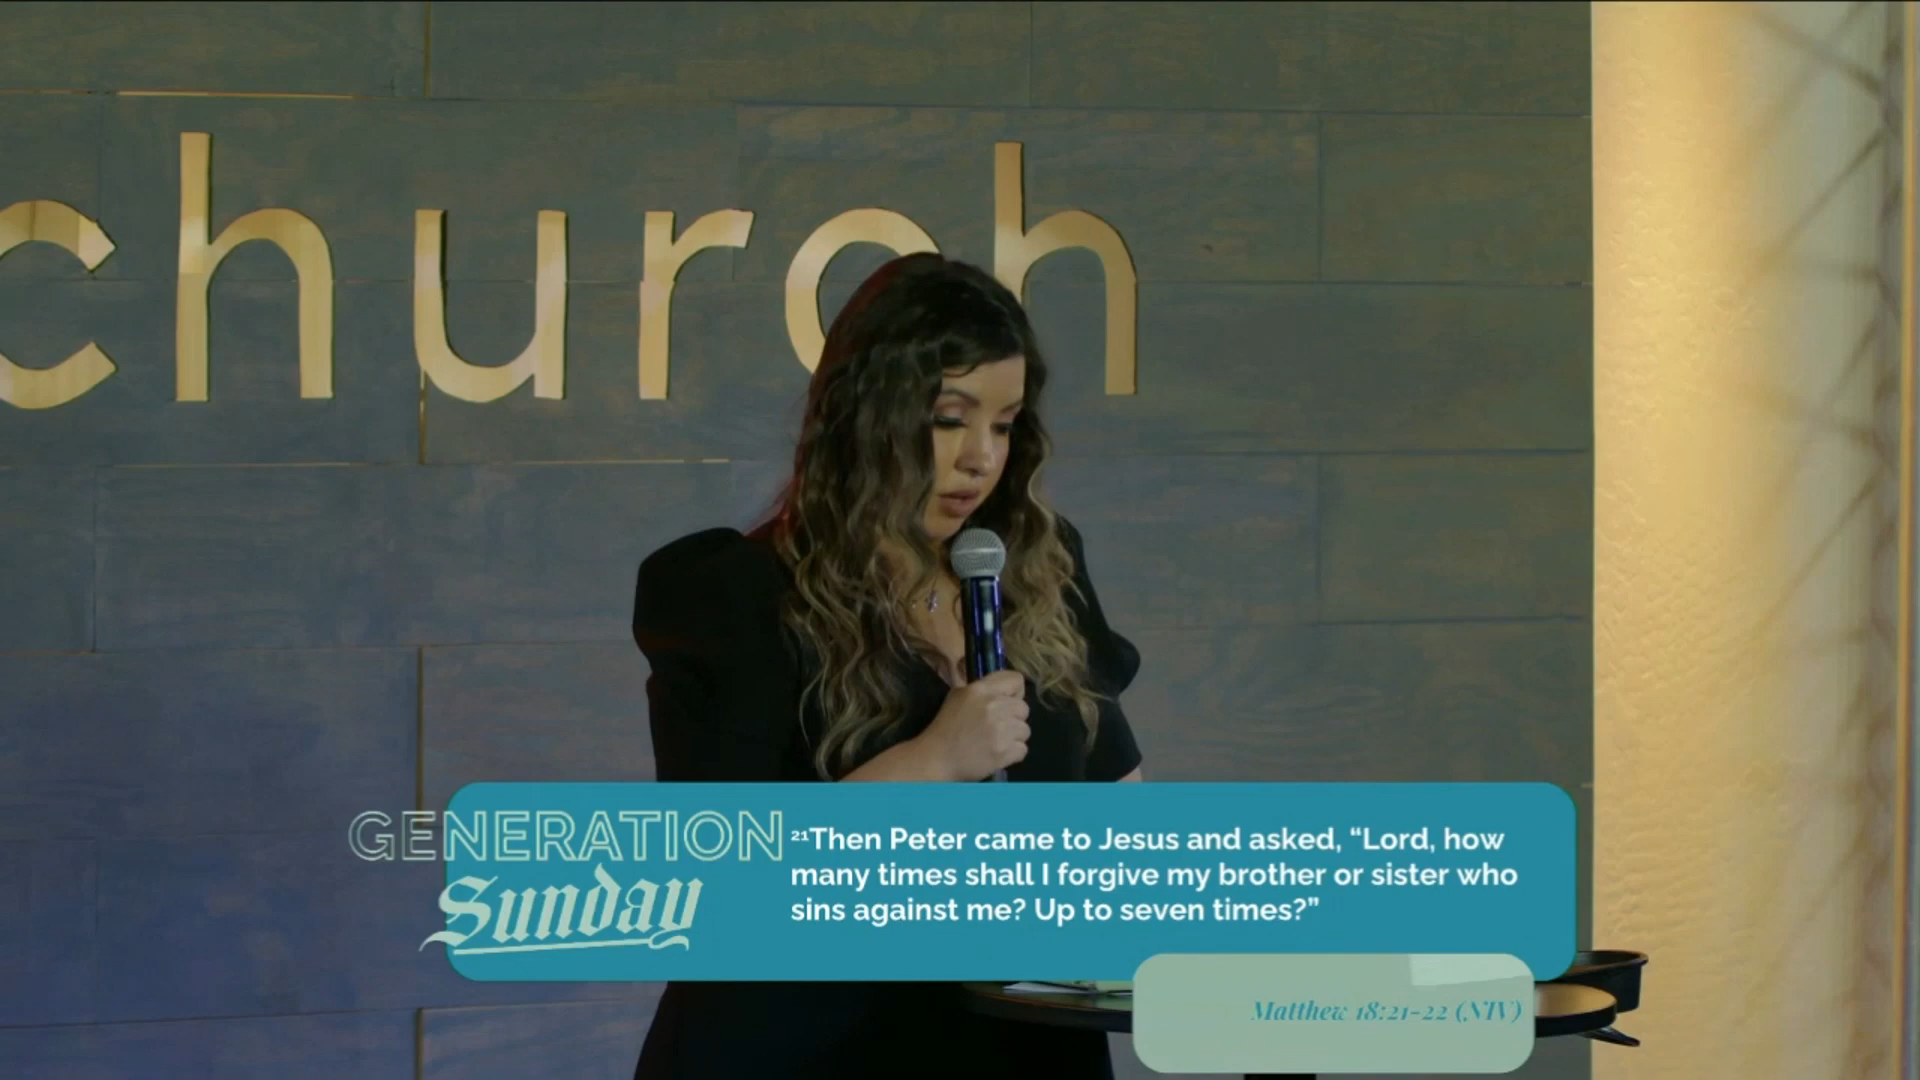 church
GENERATION
Sunday
²¹Then Peter came to Jesus and asked, “Lord, how
many times shall I forgive my brother or sister who
sins against me? Up to seven times?”
Matthew 18:21-22 (NIV)